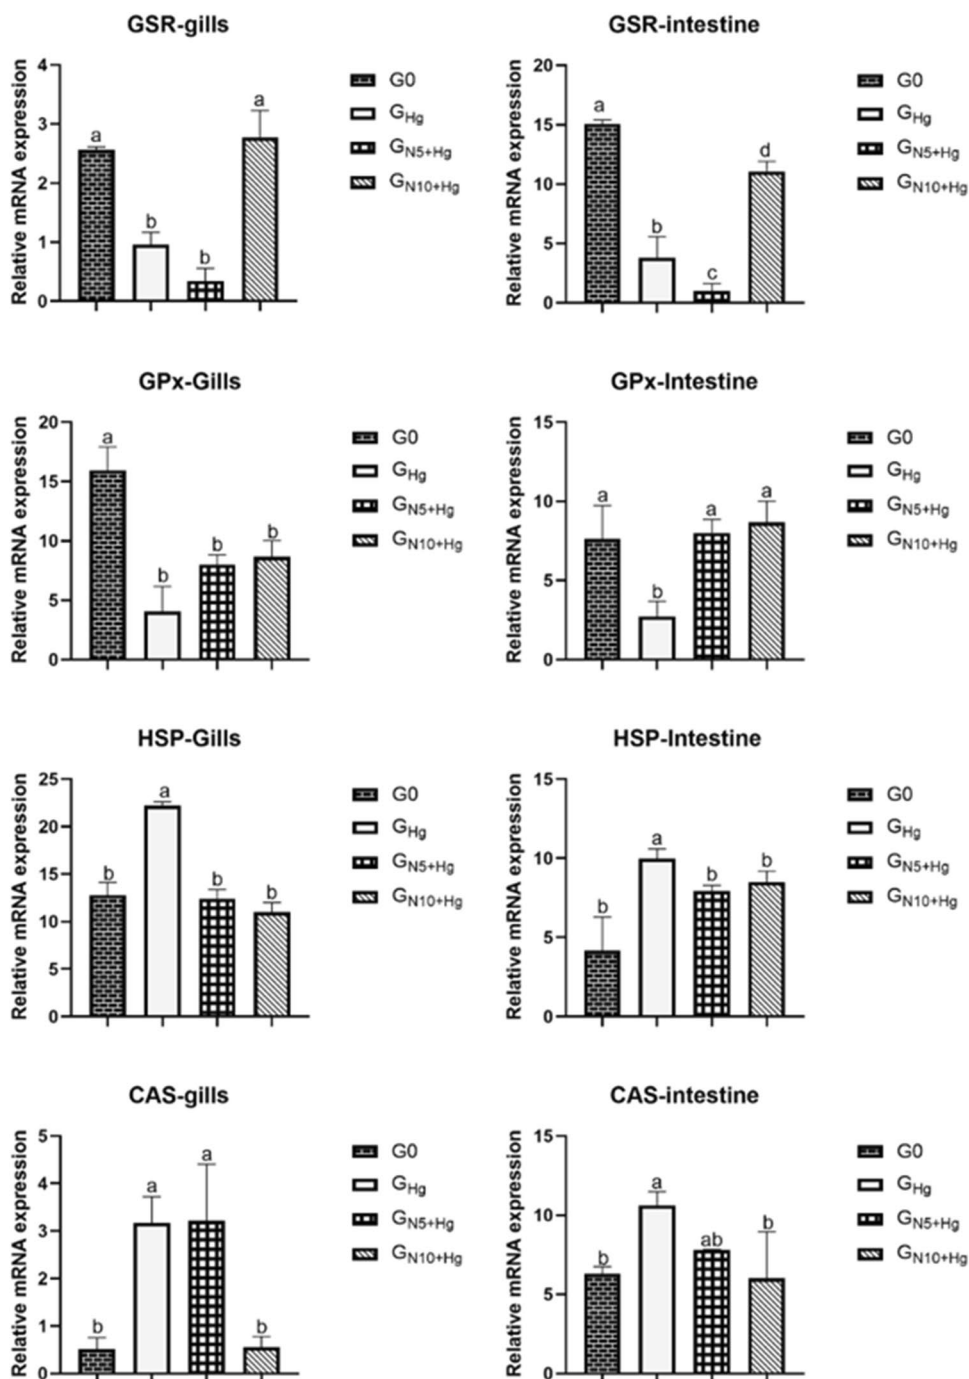 GSR-gills
Relative mRNA expression
4
3
2
1
0
a
b
b
a
G0
GHg
GN5+Hg
GN10+Hg
GSR-intestine
Relative mRNA expression
20
15
10
5
0
a
b
c
d
G0
GHg
GN5+Hg
GN10+Hg
GPx-Gills
Relative mRNA expression
20
15
10
5
0
a
b
b
b
G0
GHg
GN5+Hg
GN10+Hg
GPx-Intestine
Relative mRNA expression
15
10
5
0
a
b
a
a
G0
GHg
GN5+Hg
GN10+Hg
HSP-Gills
Relative mRNA expression
25
20
15
10
5
0
b
a
b
b
G0
GHg
GN5+Hg
GN10+Hg
HSP-Intestine
Relative mRNA expression
15
10
5
0
b
a
b
b
G0
GHg
GN5+Hg
GN10+Hg
CAS-gills
Relative mRNA expression
5
4
3
2
1
0
b
a
a
b
G0
GHg
GN5+Hg
GN10+Hg
CAS-intestine
Relative mRNA expression
15
10
5
0
b
a
ab
b
G0
GHg
GN5+Hg
GN10+Hg